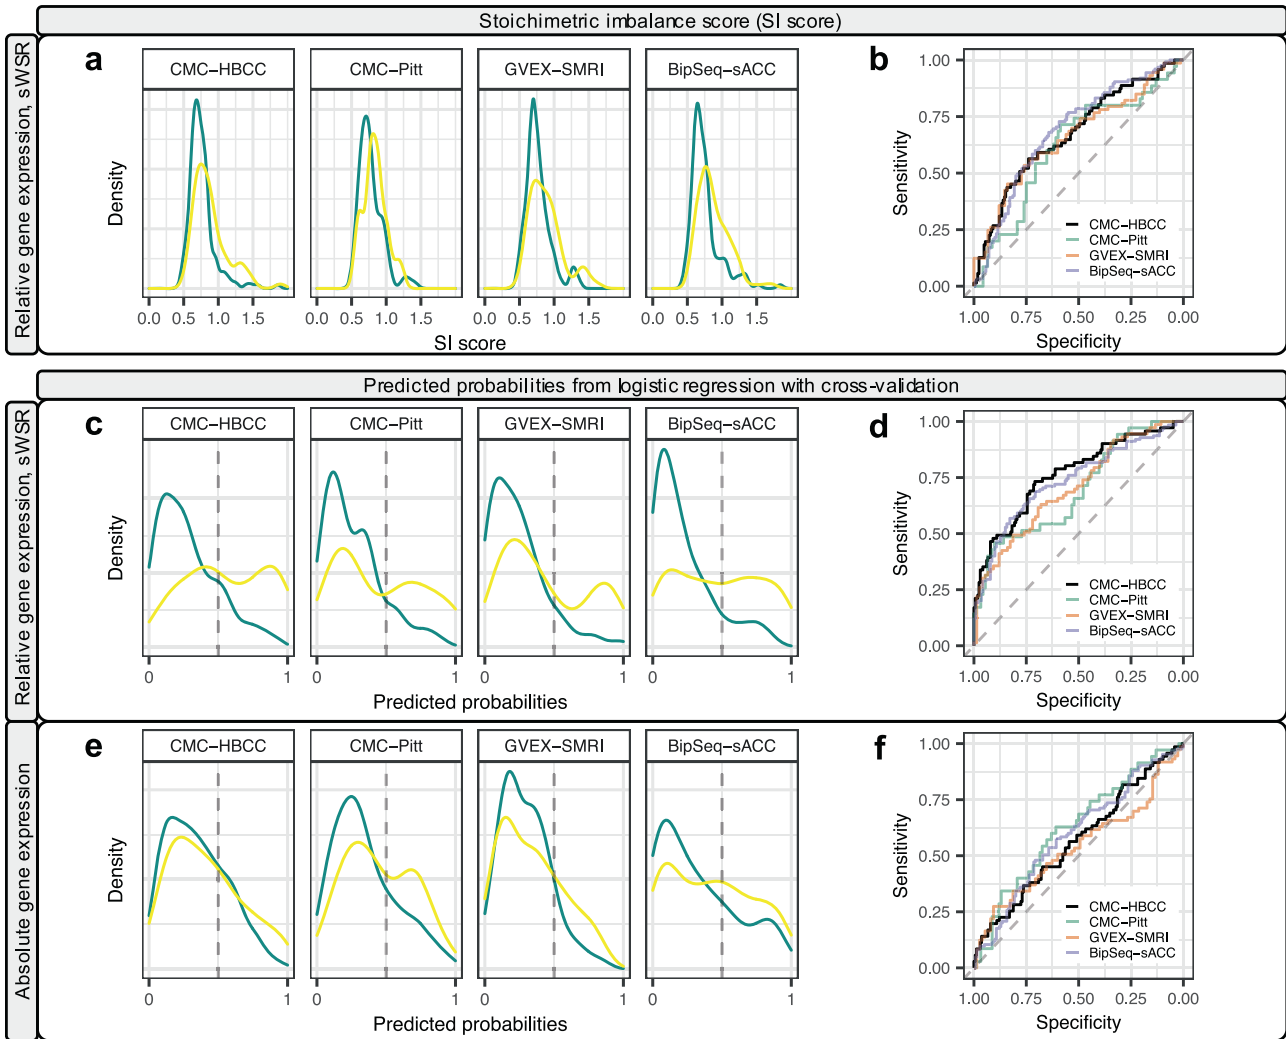 Stoichimetric imbalance score (SI score)
Relative gene expression, sWSR
a
CMC−HBCC
CMC−Pitt
GVEX−SMRI
BipSeq−sACC
Density
0.0 0.5 1.0 1.5
0.0 0.5 1.0 1.5
0.0 0.5 1.0 1.5
0.0 0.5 1.0 1.5
SI score
b
Sensitivity
1.00
0.75
0.50
0.25
0.00
CMC−HBCC
CMC−Pitt
GVEX−SMRI
BipSeq−sACC
1.00 0.75 0.50 0.25 0.00
Specificity
Predicted probabilities from logistic regression with cross-validation
Relative gene expression, sWSR
c
CMC−HBCC
CMC−Pitt
GVEX−SMRI
BipSeq−sACC
Density
0 1
0 1
0 1
0 1
Predicted probabilities
d
Sensitivity
1.00
0.75
0.50
0.25
0.00
CMC−HBCC
CMC−Pitt
GVEX−SMRI
BipSeq−sACC
1.00 0.75 0.50 0.25 0.00
Specificity
Absolute gene expression
e
CMC−HBCC
CMC−Pitt
GVEX−SMRI
BipSeq−sACC
Density
0 1
0 1
0 1
0 1
Predicted probabilities
f
Sensitivity
1.00
0.75
0.50
0.25
0.00
CMC−HBCC
CMC−Pitt
GVEX−SMRI
BipSeq−sACC
1.00 0.75 0.50 0.25 0.00
Specificity